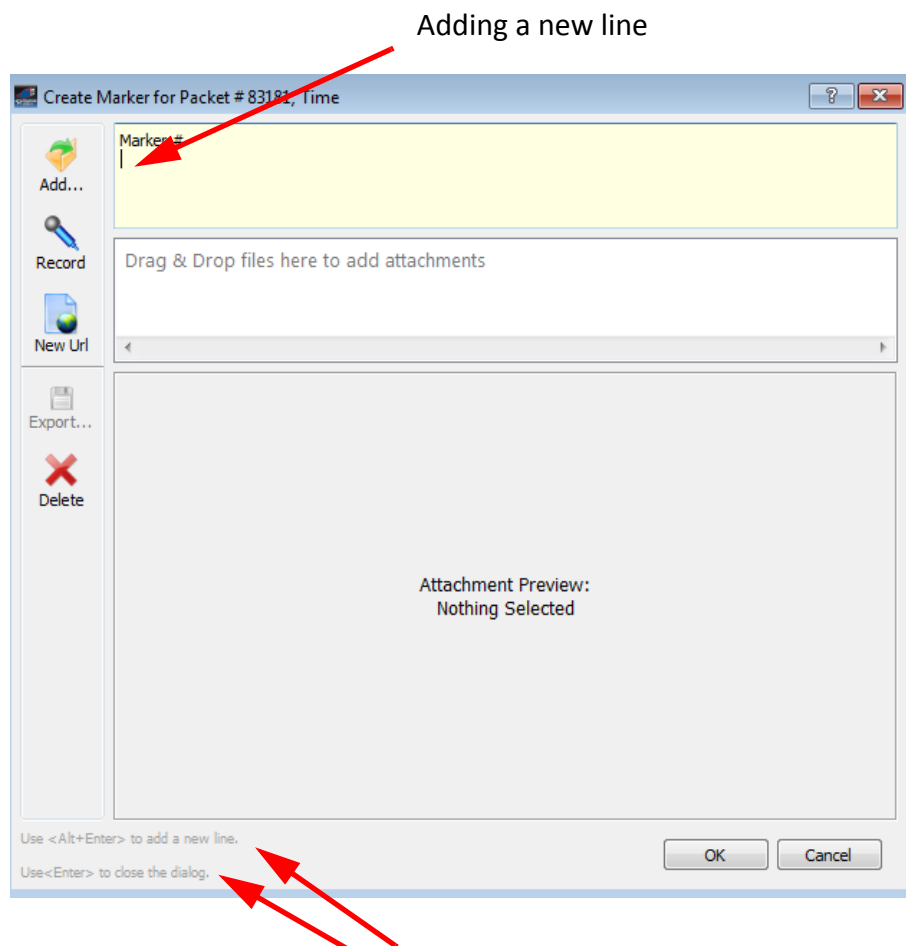 Adding a new line
Create Marker for Packet # 83181, Time
Marker #
Add...
Record
Drag & Drop files here to add attachments
New Url
Export...
Delete
Attachment Preview:
Nothing Selected
Use <Alt+Enter> to add a new line.
Use<Enter> to close the dialog.
OK
Cancel